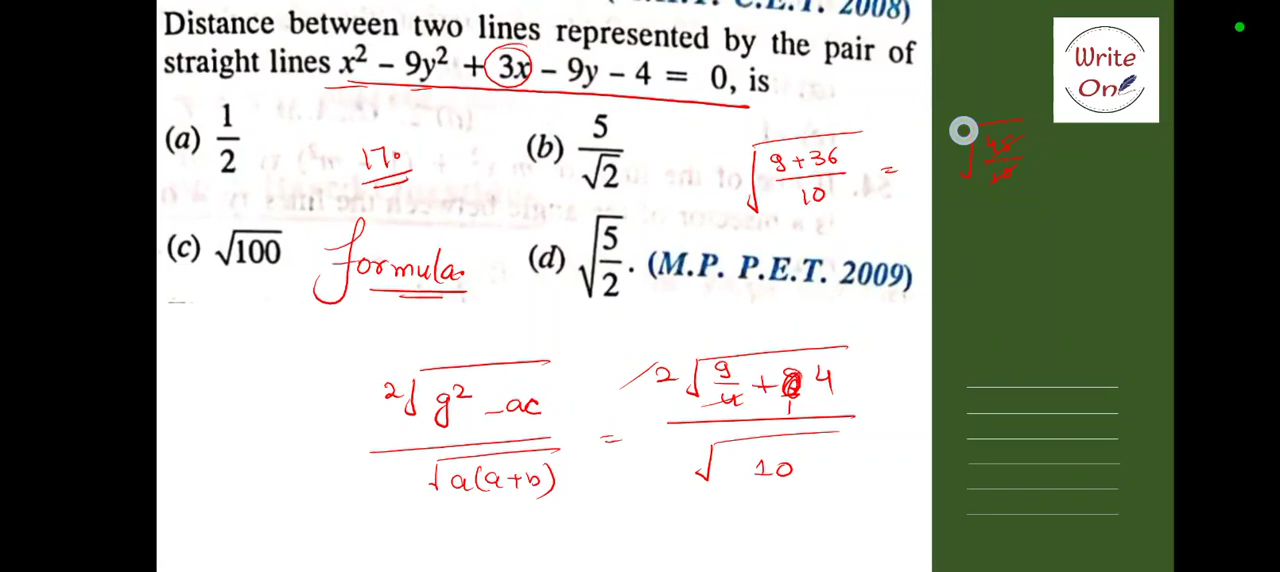 C.E.T. 2008)
Distance between two lines represented by the pair of
straight lines x² − 9y² + 3x − 9y − 4 = 0, is
(a) 1/2
(b) 5/√2
(c) √100
(d) √(5/2). (M.P. P.E.T. 2009)
170
formula
√((9+36)/10) =
2√(g² - ac) / √(a(a+b)) = 2√(9/4 + 4) / √10
Write
On